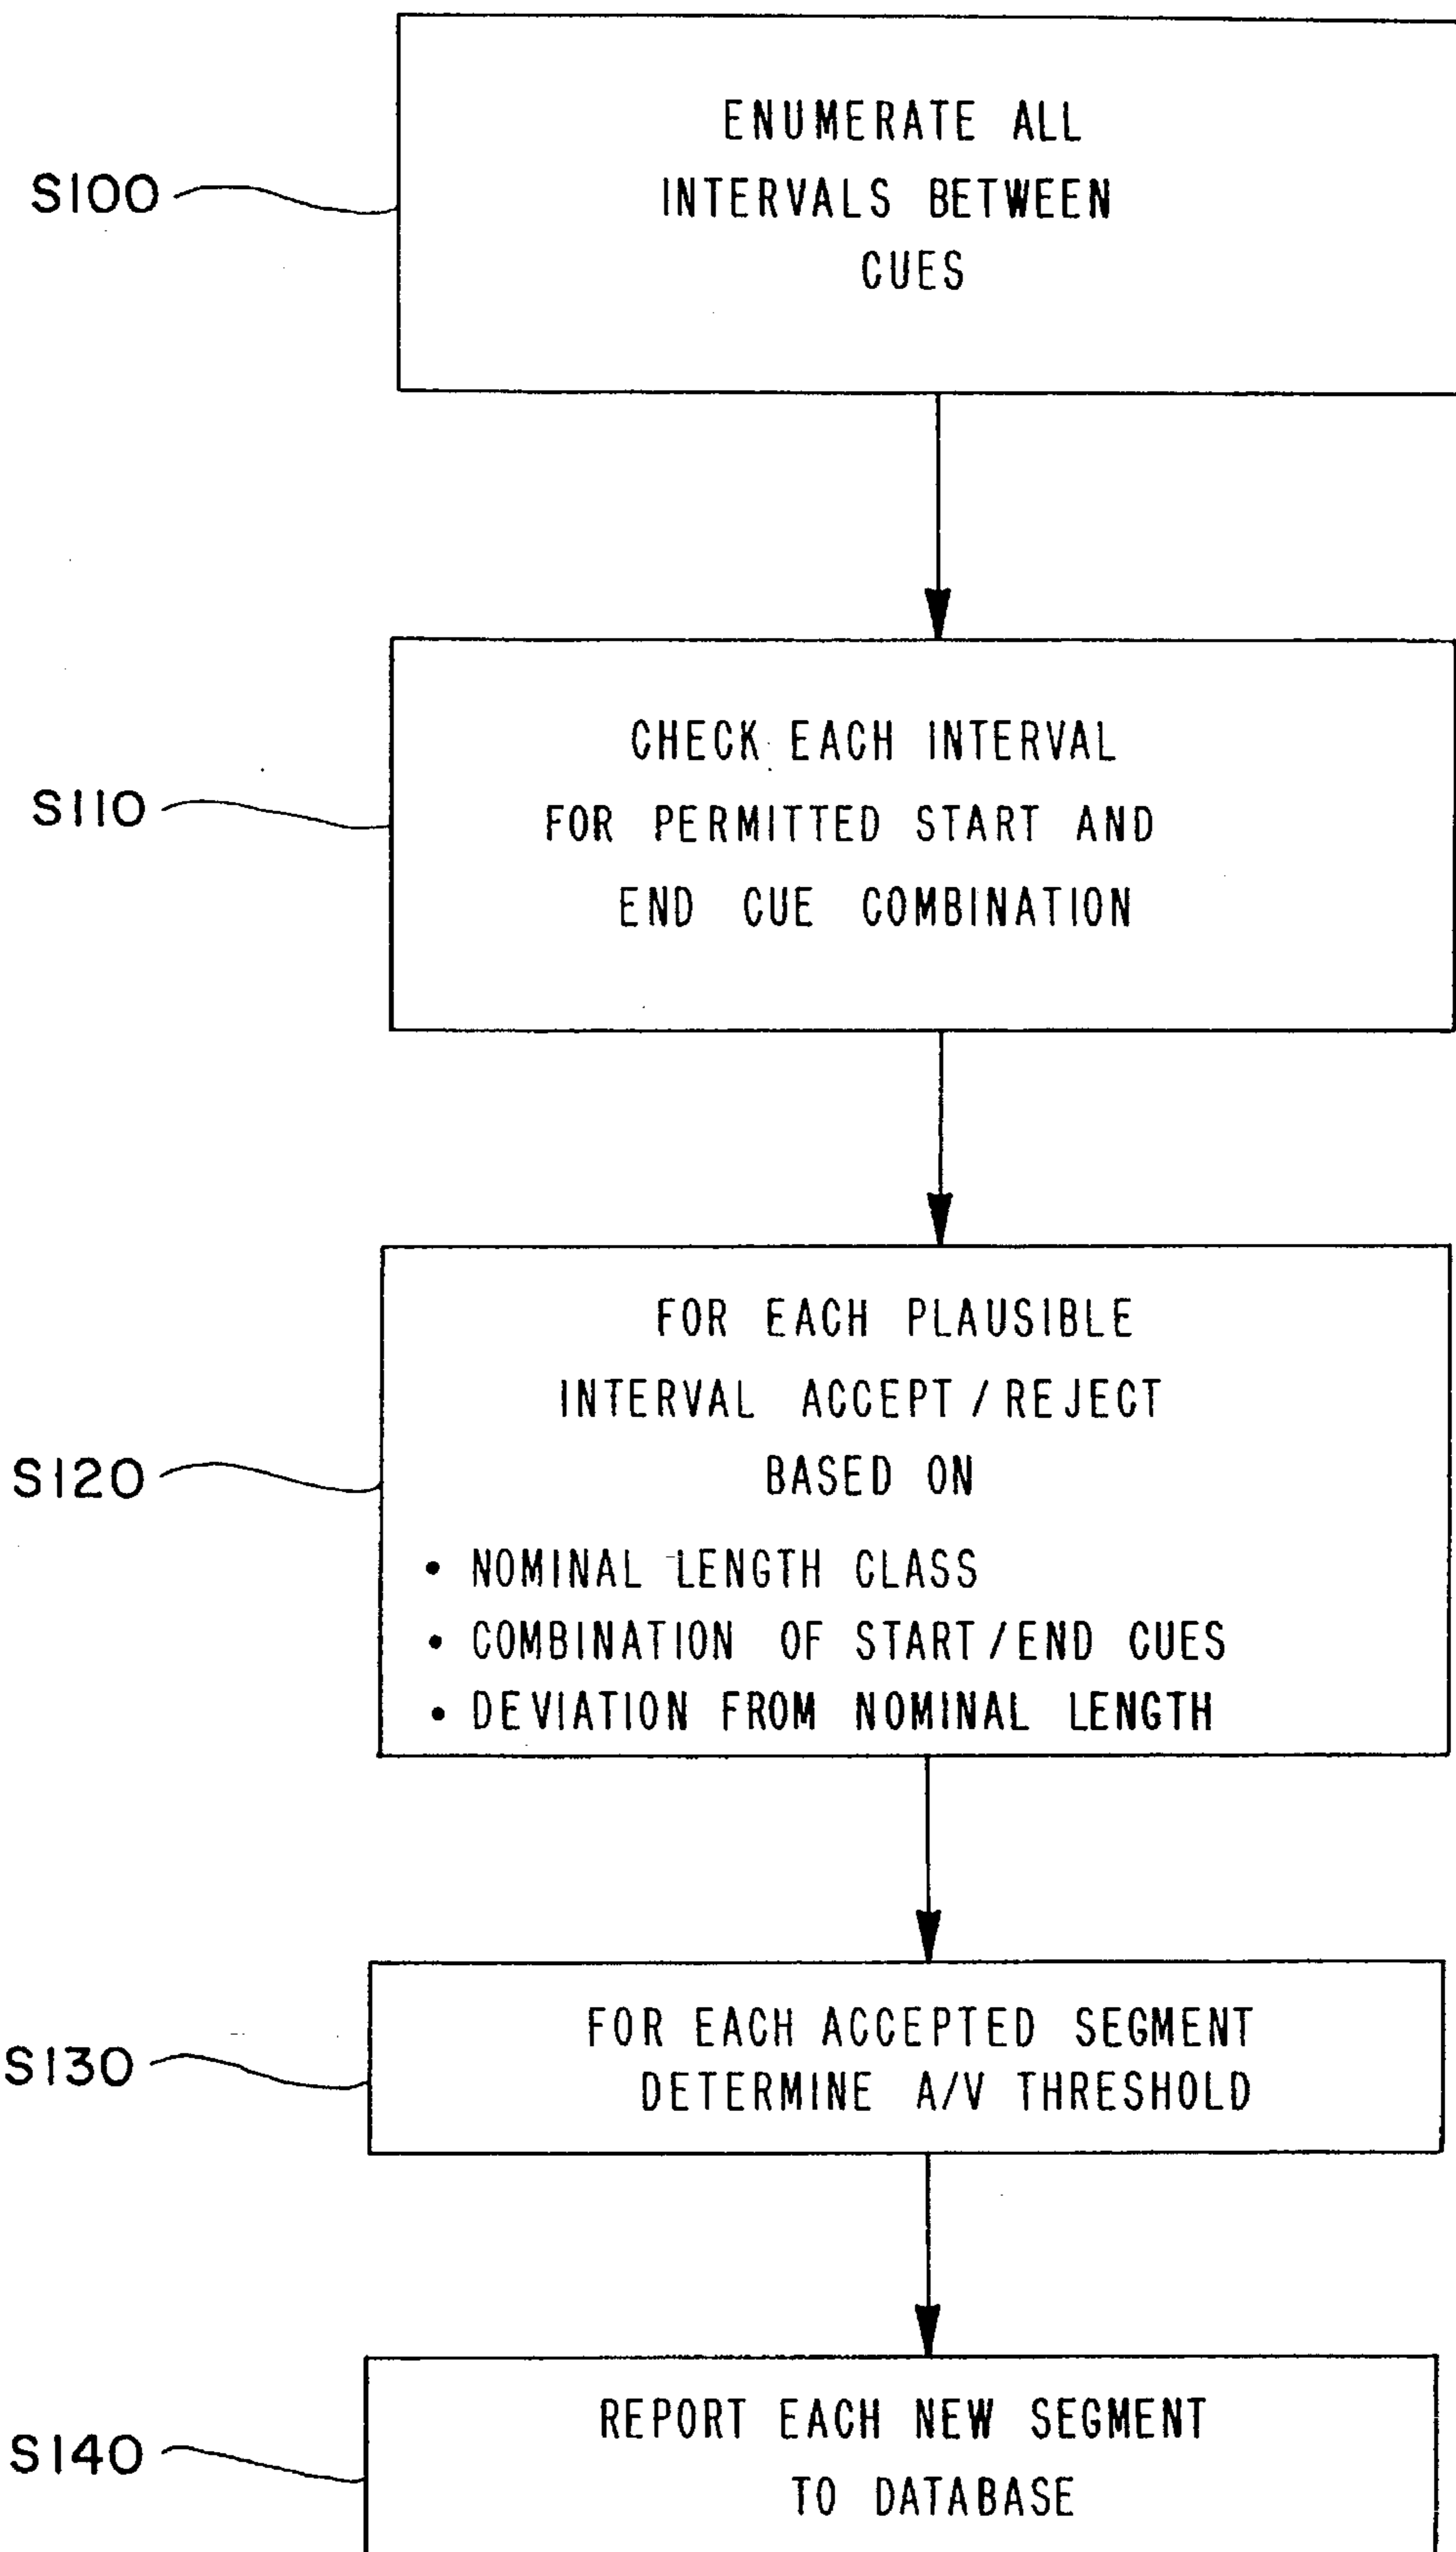 S100
ENUMERATE ALL
INTERVALS BETWEEN
CUES
S110
CHECK EACH INTERVAL
FOR PERMITTED START AND
END CUE COMBINATION
S120
FOR EACH PLAUSIBLE
INTERVAL ACCEPT / REJECT
BASED ON
• NOMINAL LENGTH CLASS
• COMBINATION OF START/END CUES
• DEVIATION FROM NOMINAL LENGTH
S130
FOR EACH ACCEPTED SEGMENT
DETERMINE A/V THRESHOLD
S140
REPORT EACH NEW SEGMENT
TO DATABASE